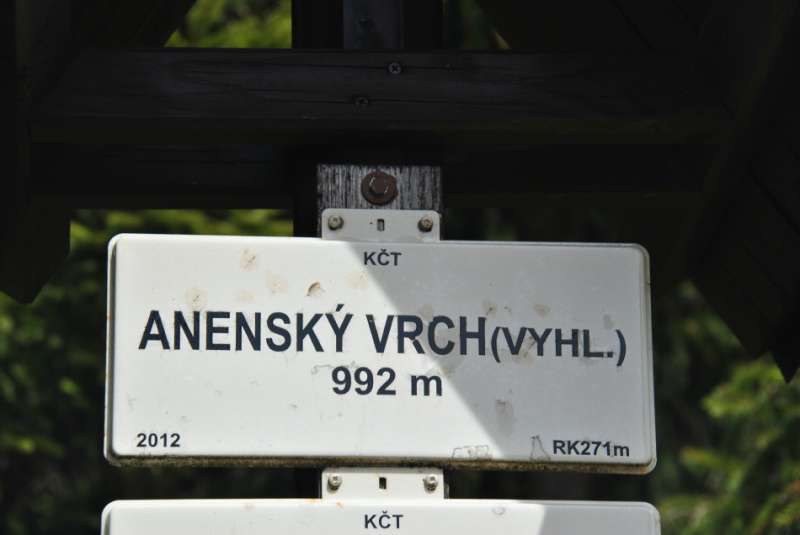 KČT
ANENSKÝ VRCH(VYHL.)
992 m
2012 RK271m
KČT